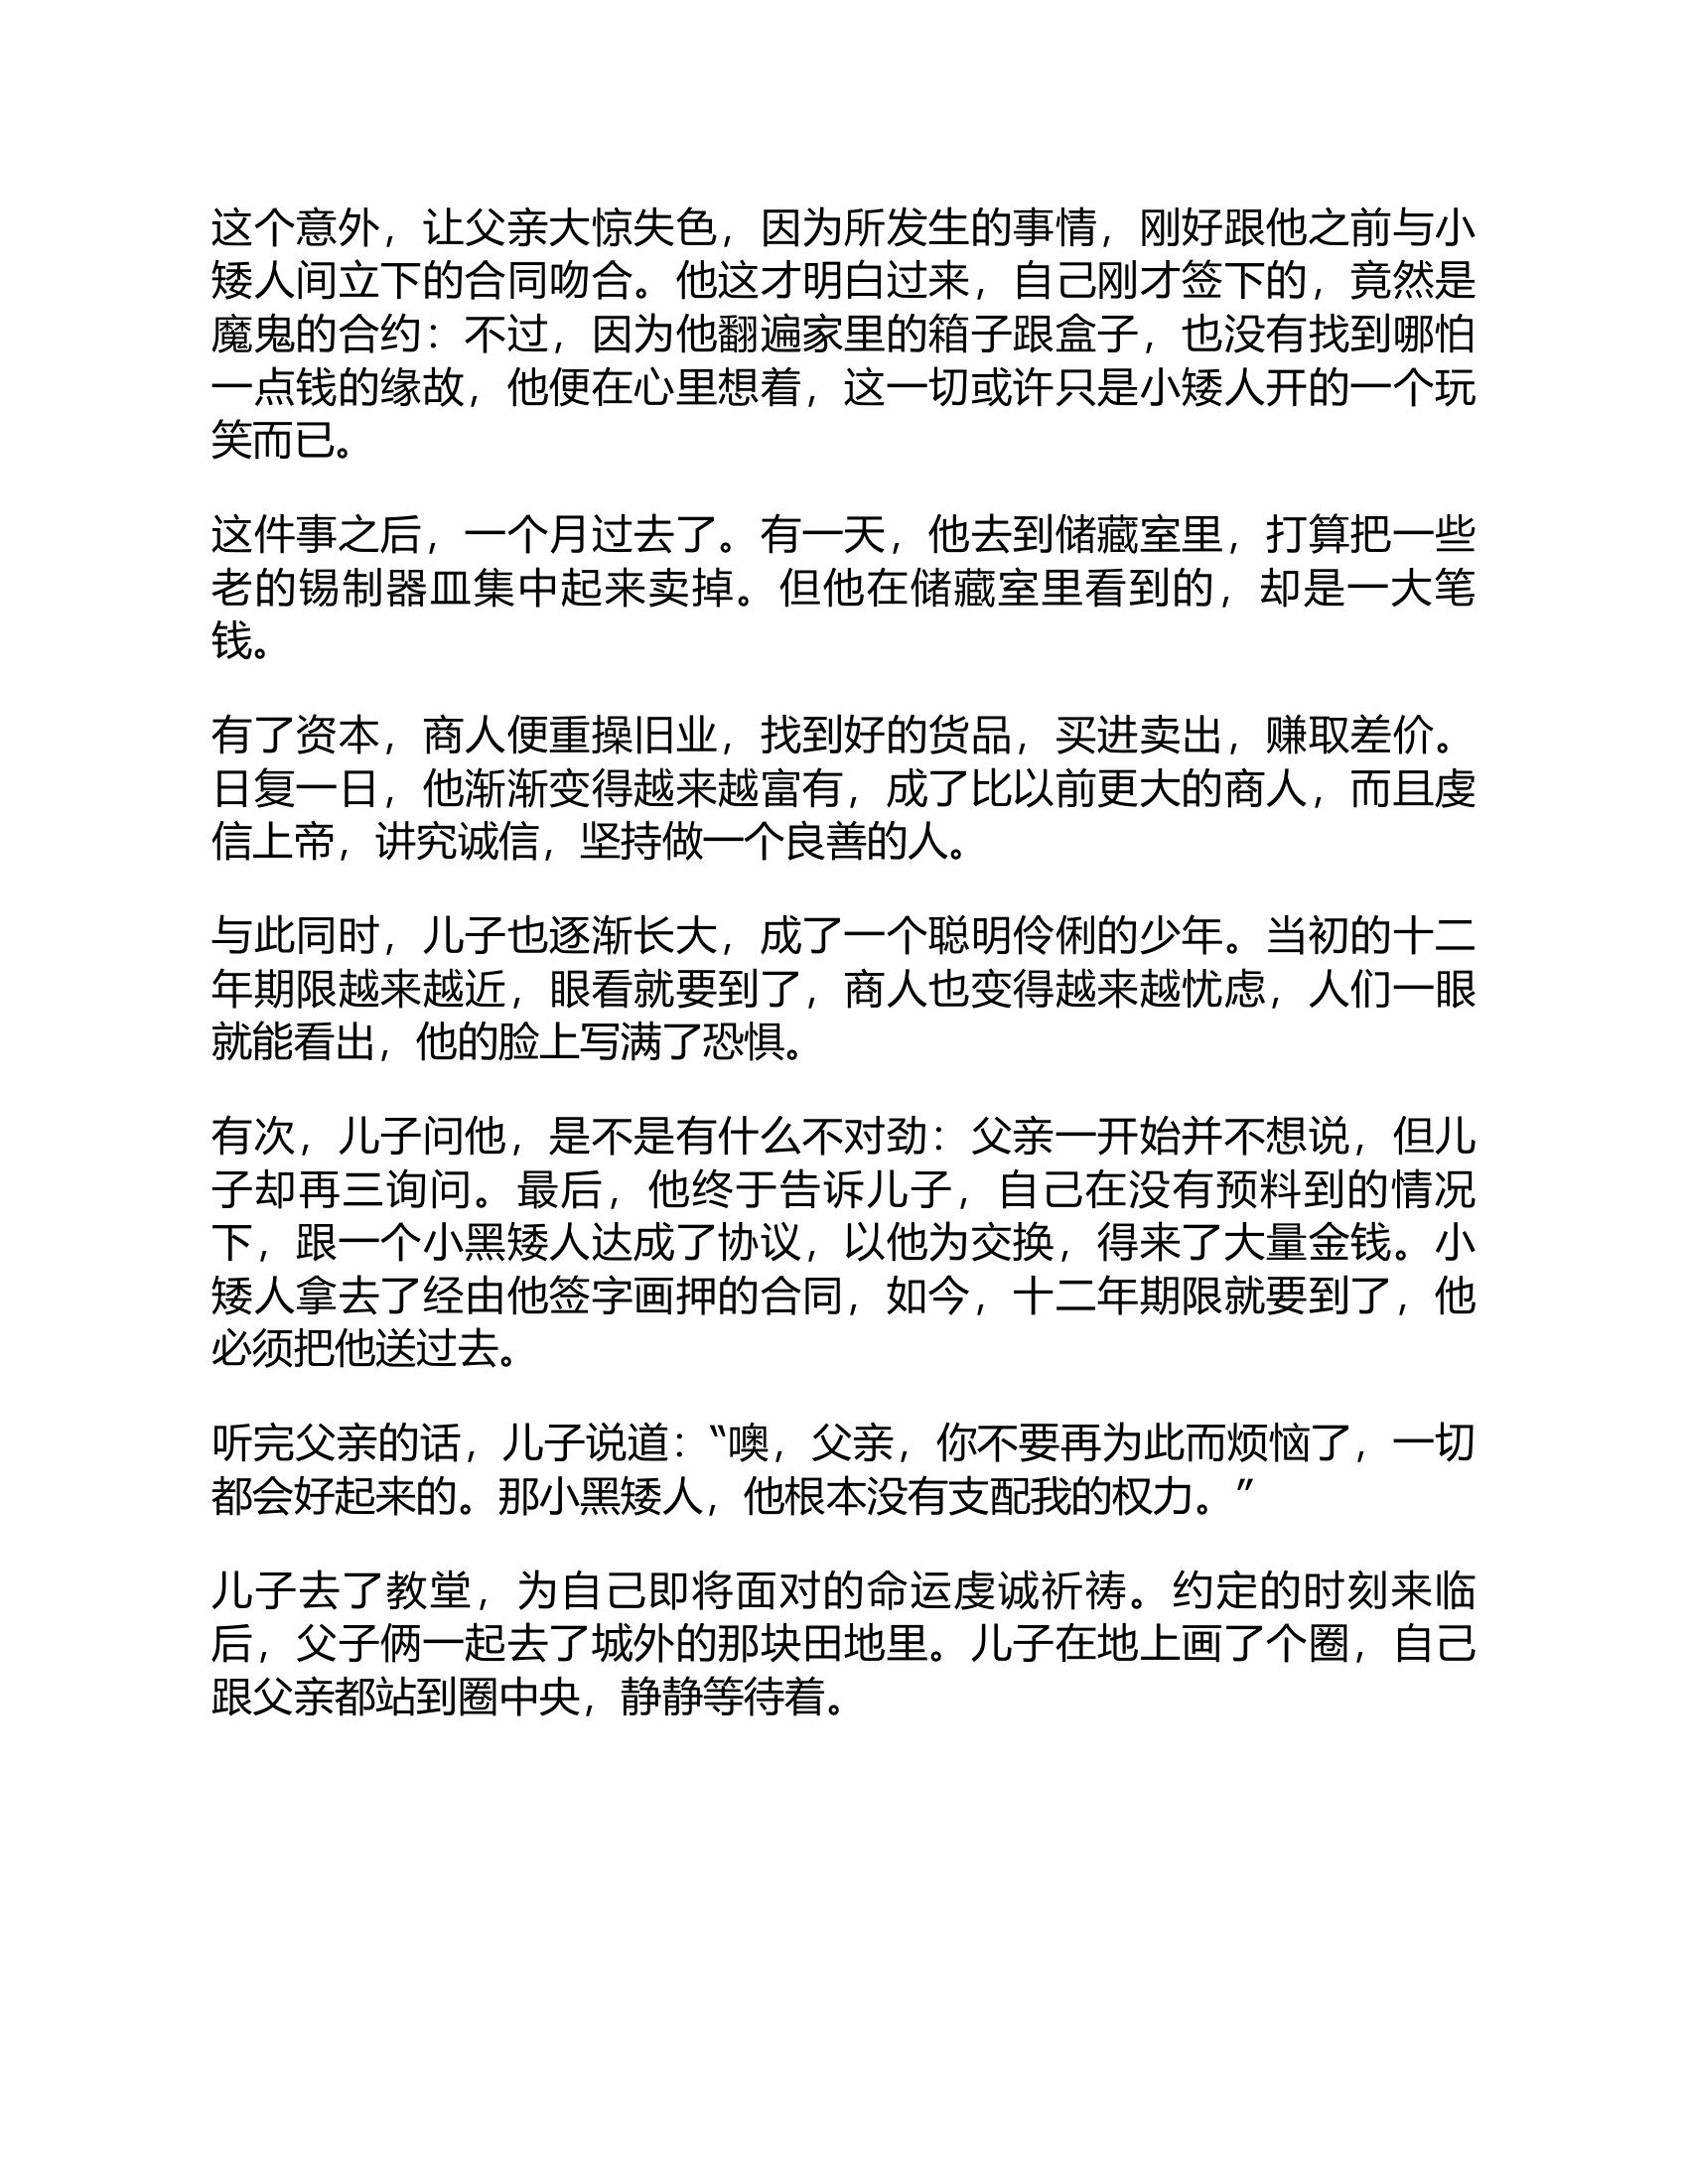 这个意外，让父亲大惊失色，因为所发生的事情，刚好跟他之前与小
矮人间立下的合同吻合。他这才明白过来，自己刚才签下的，竟然是
魔鬼的合约：不过，因为他翻遍家里的箱子跟盒子，也没有找到哪怕
一点钱的缘故，他便在心里想着，这一切或许只是小矮人开的一个玩
笑而已。
这件事之后，一个月过去了。有一天，他去到储藏室里，打算把一些
老的锡制器皿集中起来卖掉。但他在储藏室里看到的，却是一大笔
钱。
有了资本，商人便重操旧业，找到好的货品，买进卖出，赚取差价。
日复一日，他渐渐变得越来越富有，成了比以前更大的商人，而且虔
信上帝，讲究诚信，坚持做一个良善的人。
与此同时，儿子也逐渐长大，成了一个聪明伶俐的少年。当初的十二
年期限越来越近，眼看就要到了，商人也变得越来越忧虑，人们一眼
就能看出，他的脸上写满了恐惧。
有次，儿子问他，是不是有什么不对劲：父亲一开始并不想说，但儿
子却再三询问。最后，他终于告诉儿子，自己在没有预料到的情况
下，跟一个小黑矮人达成了协议，以他为交换，得来了大量金钱。小
矮人拿去了经由他签字画押的合同，如今，十二年期限就要到了，他
必须把他送过去。
听完父亲的话，儿子说道：“噢，父亲，你不要再为此而烦恼了，一切
都会好起来的。那小黑矮人，他根本没有支配我的权力。”
儿子去了教堂，为自己即将面对的命运虔诚祈祷。约定的时刻来临
后，父子俩一起去了城外的那块田地里。儿子在地上画了个圈，自己
跟父亲都站到圈中央，静静等待着。